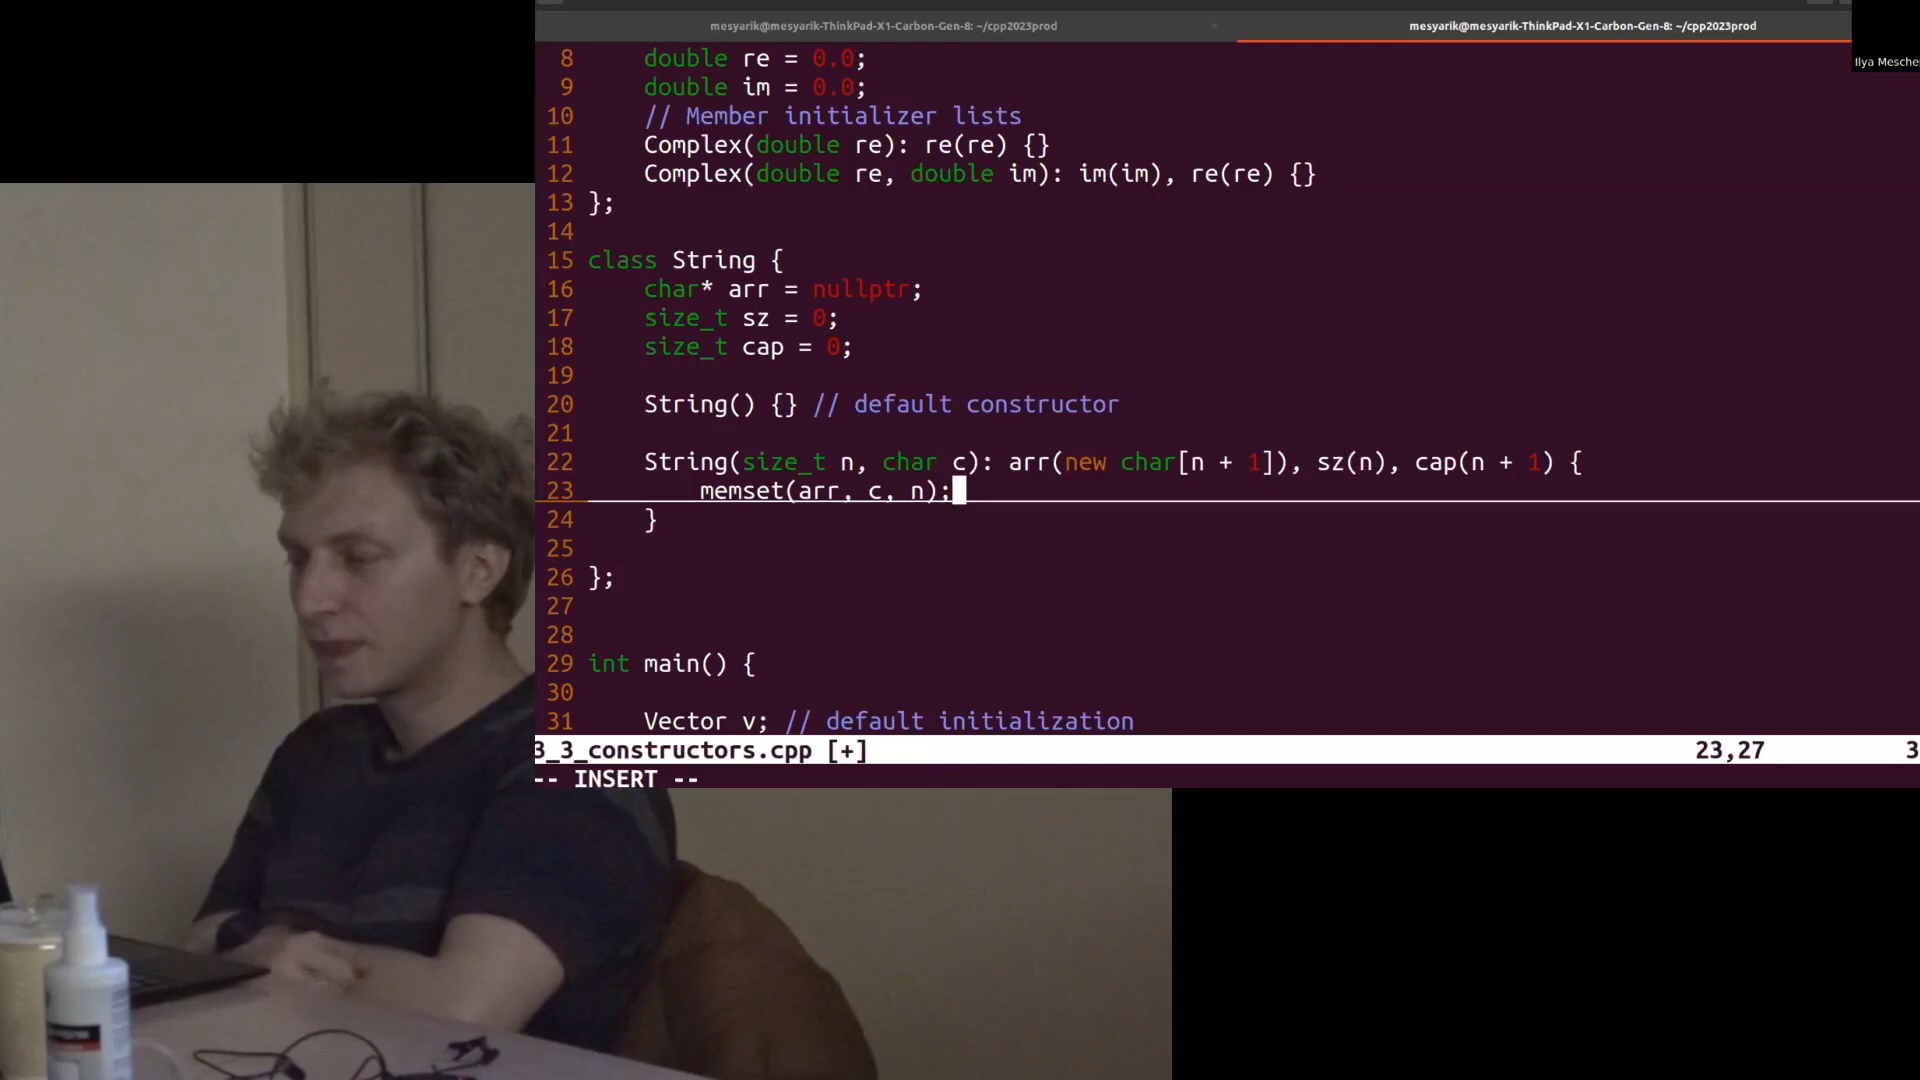 mesyarik@mesyarik-ThinkPad-X1-Carbon-Gen-8: ~/cpp2023prod × mesyarik@mesyarik-ThinkPad-X1-Carbon-Gen-8: ~/cpp2023prod
Ilya Mescher
8 double re = 0.0;
9 double im = 0.0;
10 // Member initializer lists
11 Complex(double re): re(re) {}
12 Complex(double re, double im): im(im), re(re) {}
13 };
14
15 class String {
16 char* arr = nullptr;
17 size_t sz = 0;
18 size_t cap = 0;
19
20 String() {} // default constructor
21
22 String(size_t n, char c): arr(new char[n + 1]), sz(n), cap(n + 1) {
23 memset(arr, c, n);
24 }
25
26 };
27
28
29 int main() {
30
31 Vector v; // default initialization
3_3_constructors.cpp [+] 23,27 3
-- INSERT --